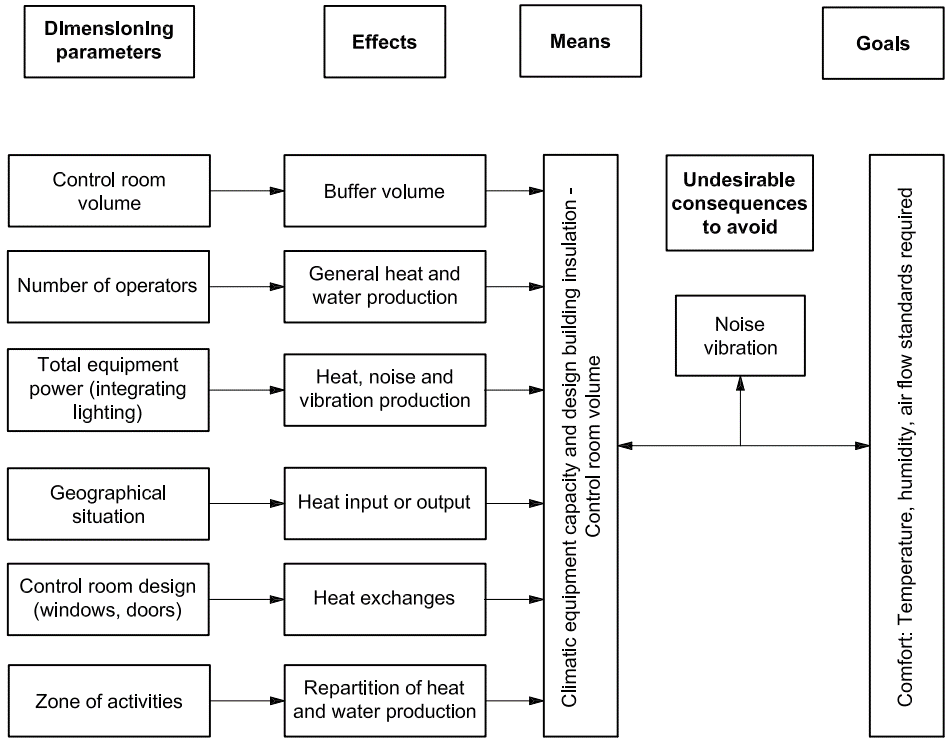 Dimensioning
parameters
Effects
Means
Goals
Control room
volume
Buffer volume
Number of operators
General heat and
water production
Total equipment
power (integrating
lighting)
Heat, noise and
vibration production
Geographical
situation
Heat input or output
Control room design
(windows, doors)
Heat exchanges
Zone of activities
Repartition of heat
and water production
Climatic equipment capacity and design building insulation -
Control room volume
Undesirable
consequences
to avoid
Noise
vibration
Comfort: Temperature, humidity, air flow standards required